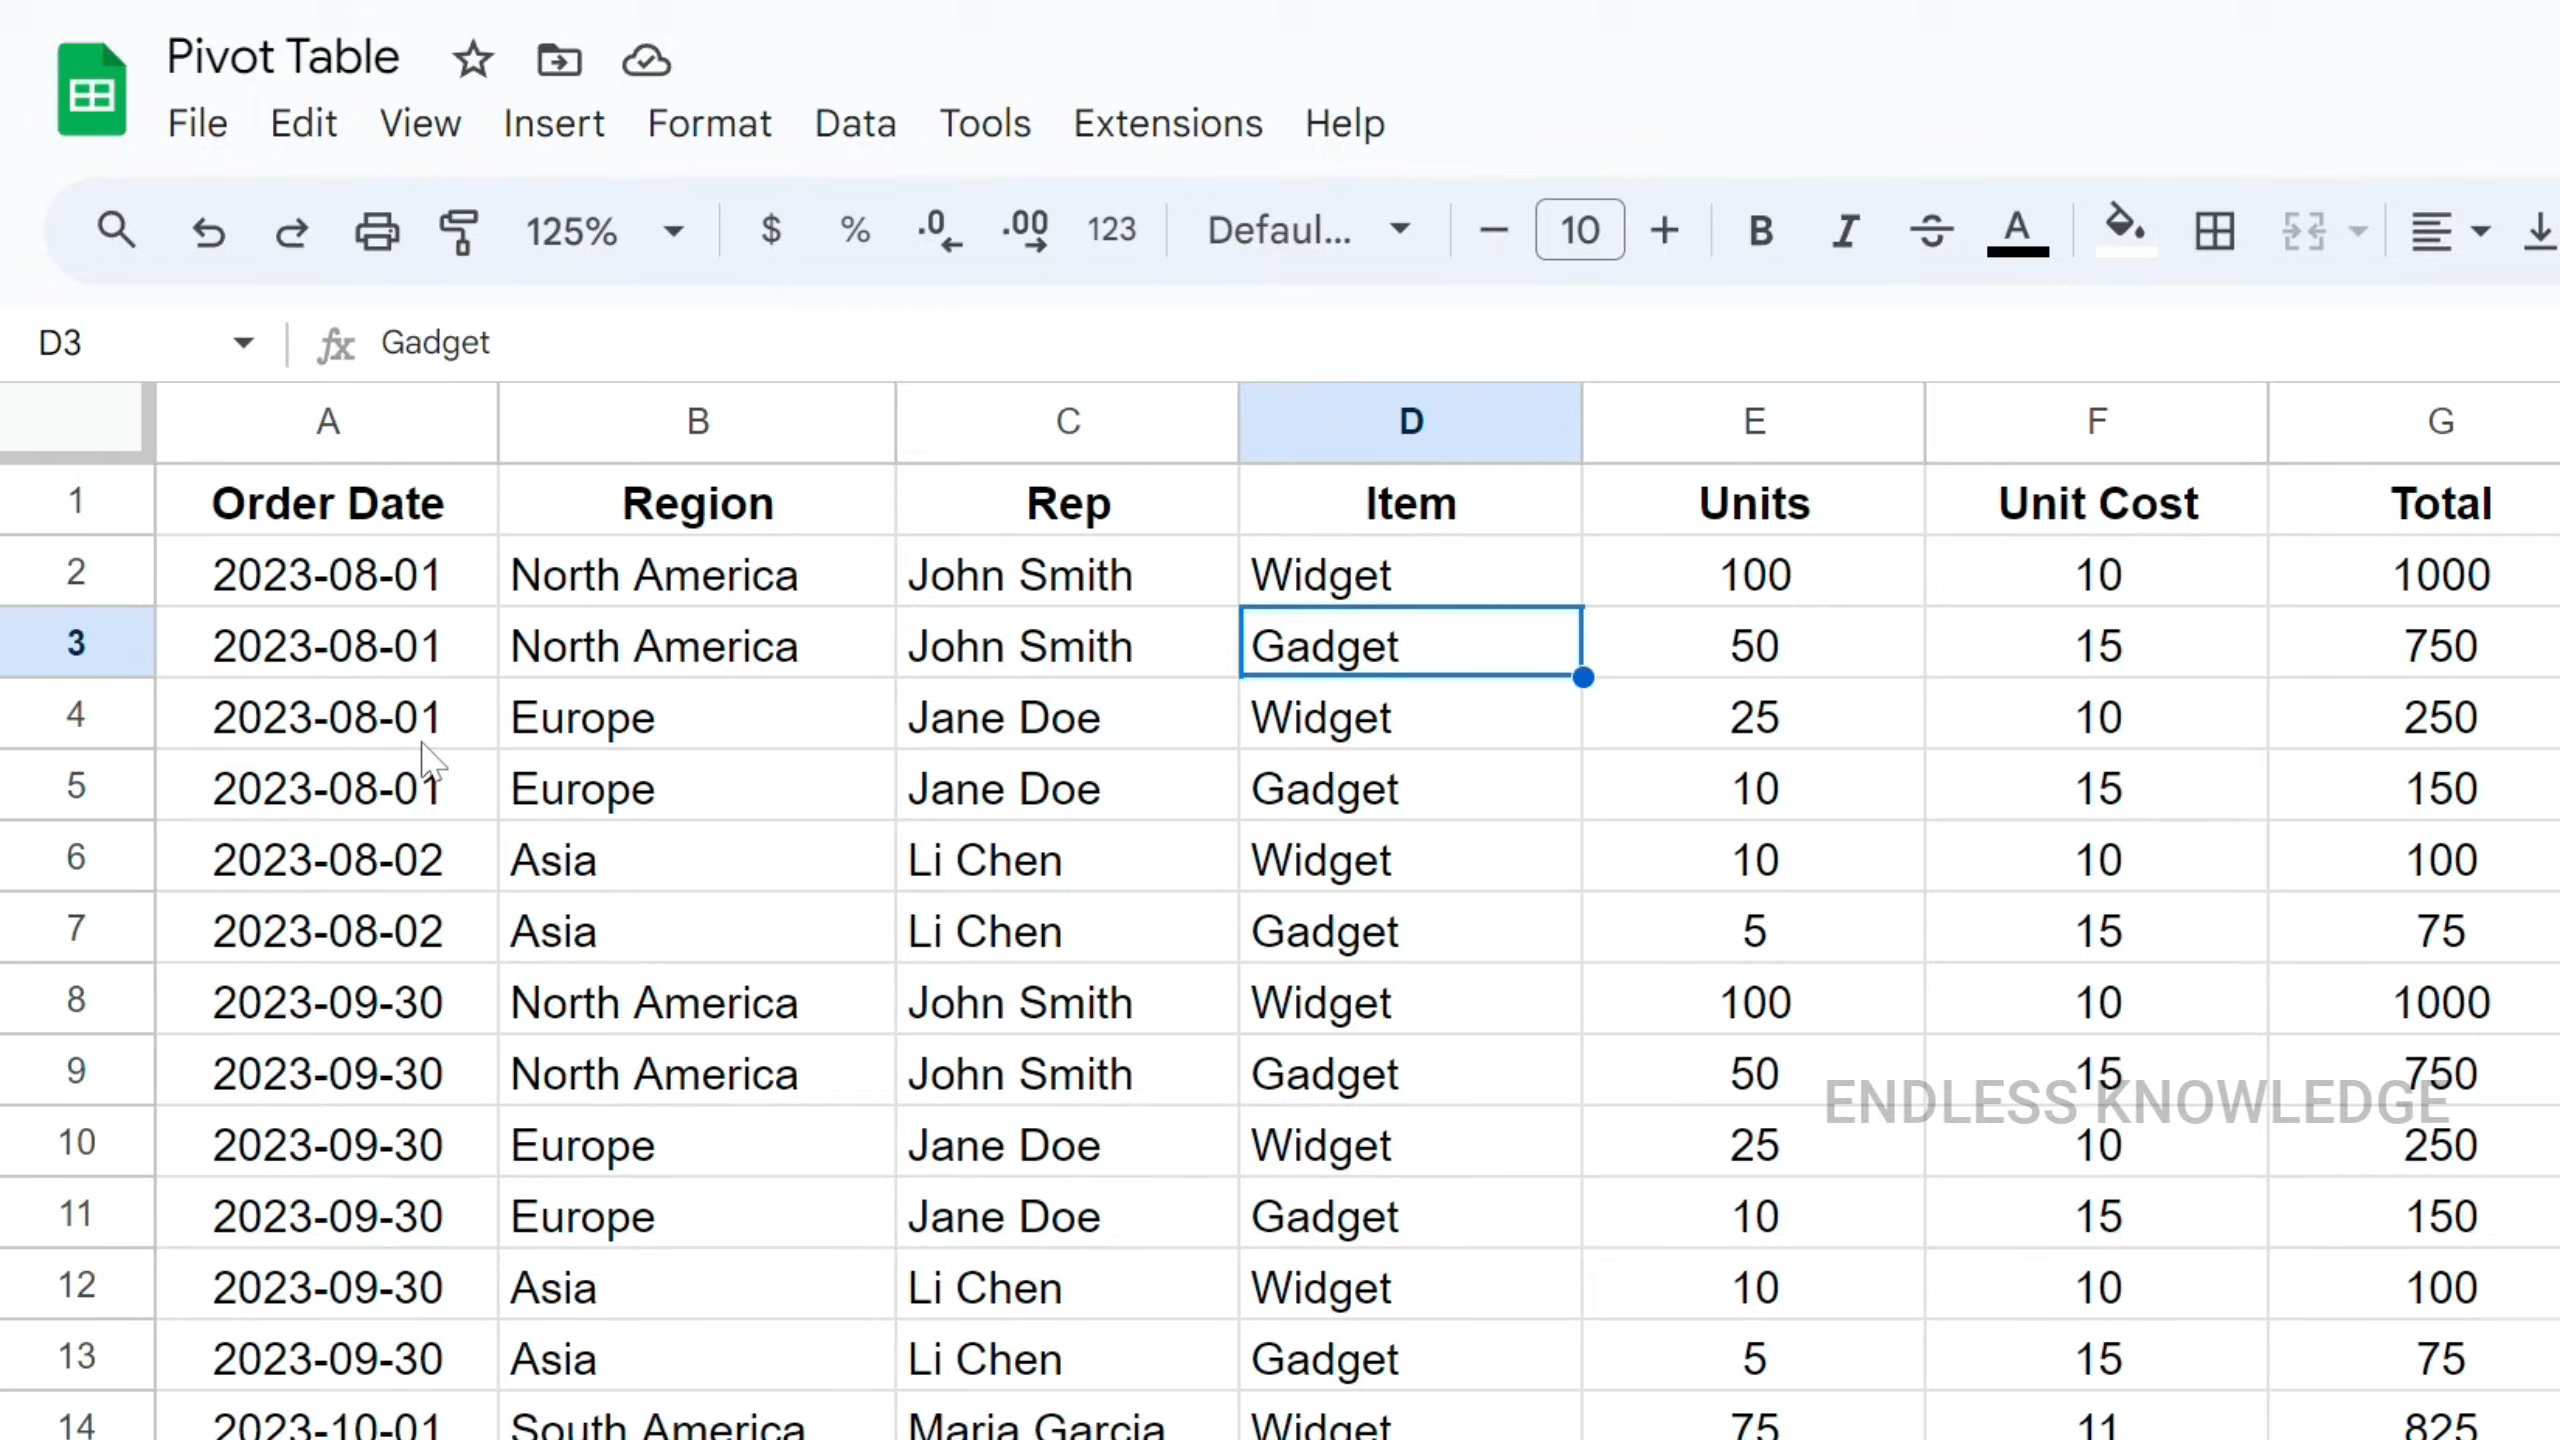 Pivot Table
File Edit View Insert Format Data Tools Extensions Help
125% $ % .0 .00 123 Defaul... 10 B I S A
D3 fx Gadget
A B C D E F G
1 Order Date Region Rep Item Units Unit Cost Total
2 2023-08-01 North America John Smith Widget 100 10 1000
3 2023-08-01 North America John Smith Gadget 50 15 750
4 2023-08-01 Europe Jane Doe Widget 25 10 250
5 2023-08-01 Europe Jane Doe Gadget 10 15 150
6 2023-08-02 Asia Li Chen Widget 10 10 100
7 2023-08-02 Asia Li Chen Gadget 5 15 75
8 2023-09-30 North America John Smith Widget 100 10 1000
9 2023-09-30 North America John Smith Gadget 50 15 750
ENDLESS KNOWLEDGE
10 2023-09-30 Europe Jane Doe Widget 25 10 250
11 2023-09-30 Europe Jane Doe Gadget 10 15 150
12 2023-09-30 Asia Li Chen Widget 10 10 100
13 2023-09-30 Asia Li Chen Gadget 5 15 75
14 2023-10-01 South America Maria Garcia Widget 75 11 825